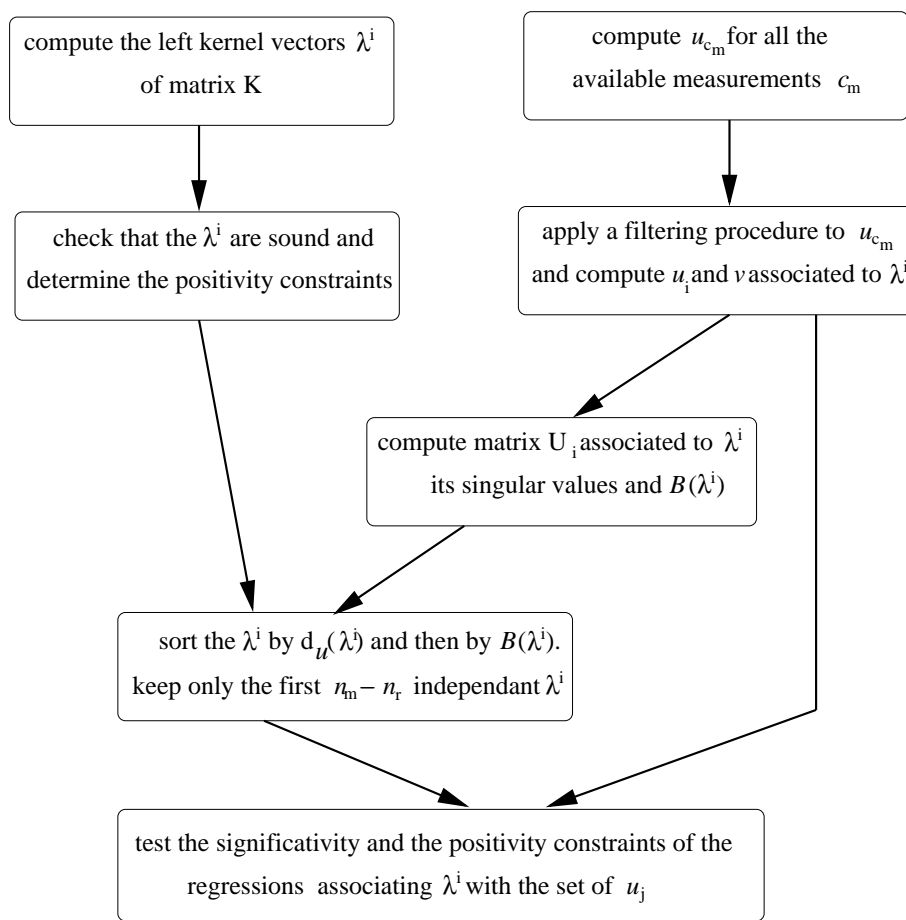 compute the left kernel vectors λⁱ
of matrix K
compute u_cₘ for all the
available measurements cₘ
check that the λⁱ are sound and
determine the positivity constraints
apply a filtering procedure to u_cₘ
and compute uᵢ and v associated to λⁱ
compute matrix Uᵢ associated to λⁱ
its singular values and B(λⁱ)
sort the λⁱ by d_u(λⁱ) and then by B(λⁱ).
keep only the first nₘ – nᵣ independant λⁱ
test the significativity and the positivity constraints of the
regressions associating λⁱ with the set of uⱼ